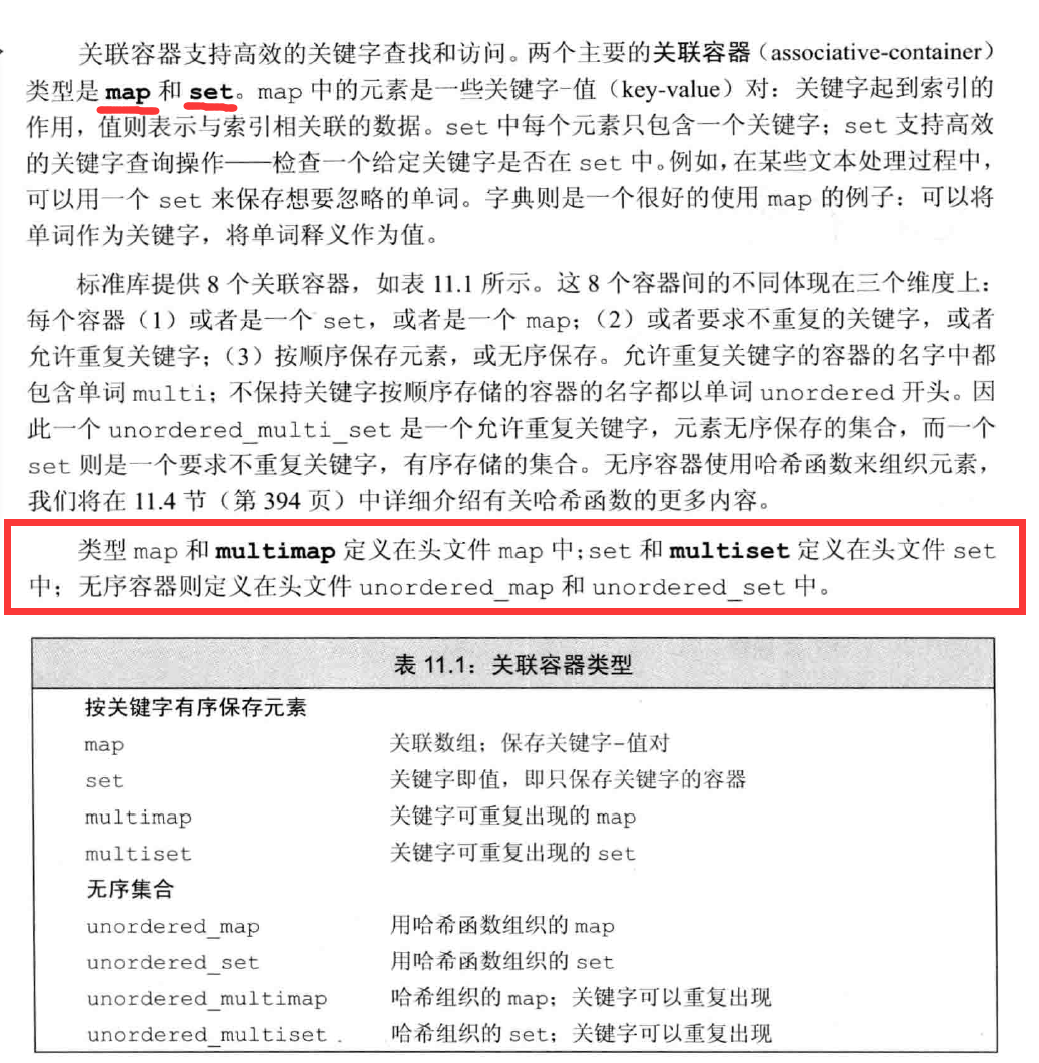 关联容器支持高效的关键字查找和访问。两个主要的关联容器（associative-container）
类型是 map 和 set。map 中的元素是一些关键字-值（key-value）对：关键字起到索引的
作用，值则表示与索引相关联的数据。set 中每个元素只包含一个关键字；set 支持高效
的关键字查询操作——检查一个给定关键字是否在 set 中。例如，在某些文本处理过程中，
可以用一个 set 来保存想要忽略的单词。字典则是一个很好的使用 map 的例子：可以将
单词作为关键字，将单词释义作为值。
标准库提供 8 个关联容器，如表 11.1 所示。这 8 个容器间的不同体现在三个维度上：
每个容器（1）或者是一个 set，或者是一个 map；（2）或者要求不重复的关键字，或者
允许重复关键字；（3）按顺序保存元素，或无序保存。允许重复关键字的容器的名字中都
包含单词 multi；不保持关键字按顺序存储的容器的名字都以单词 unordered 开头。因
此一个 unordered_multi_set 是一个允许重复关键字，元素无序保存的集合，而一个
set 则是一个要求不重复关键字，有序存储的集合。无序容器使用哈希函数来组织元素，
我们将在 11.4 节（第 394 页）中详细介绍有关哈希函数的更多内容。
类型 map 和 multimap 定义在头文件 map 中；set 和 multiset 定义在头文件 set
中；无序容器则定义在头文件 unordered_map 和 unordered_set 中。
表 11.1：关联容器类型
按关键字有序保存元素
map 关联数组；保存关键字-值对
set 关键字即值，即只保存关键字的容器
multimap 关键字可重复出现的 map
multiset 关键字可重复出现的 set
无序集合
unordered_map 用哈希函数组织的 map
unordered_set 用哈希函数组织的 set
unordered_multimap 哈希组织的 map；关键字可以重复出现
unordered_multiset 哈希组织的 set；关键字可以重复出现